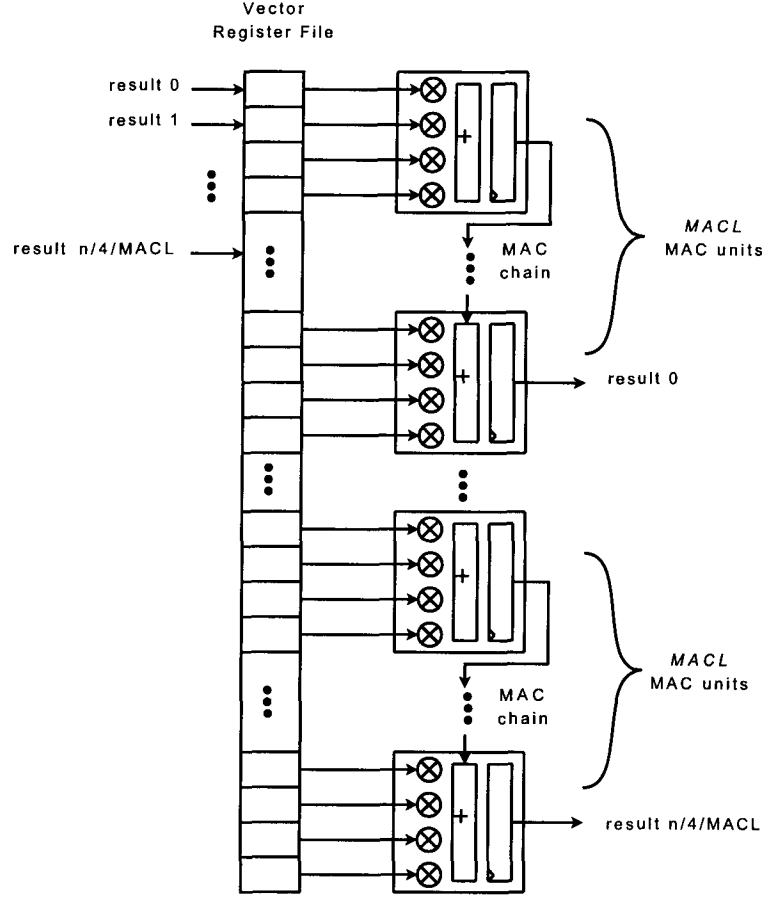 Vector
Register File
result 0
result 1
result n/4/MACL
+
MAC
chain
MACL
MAC units
+
result 0
+
MAC
chain
MACL
MAC units
+
result n/4/MACL